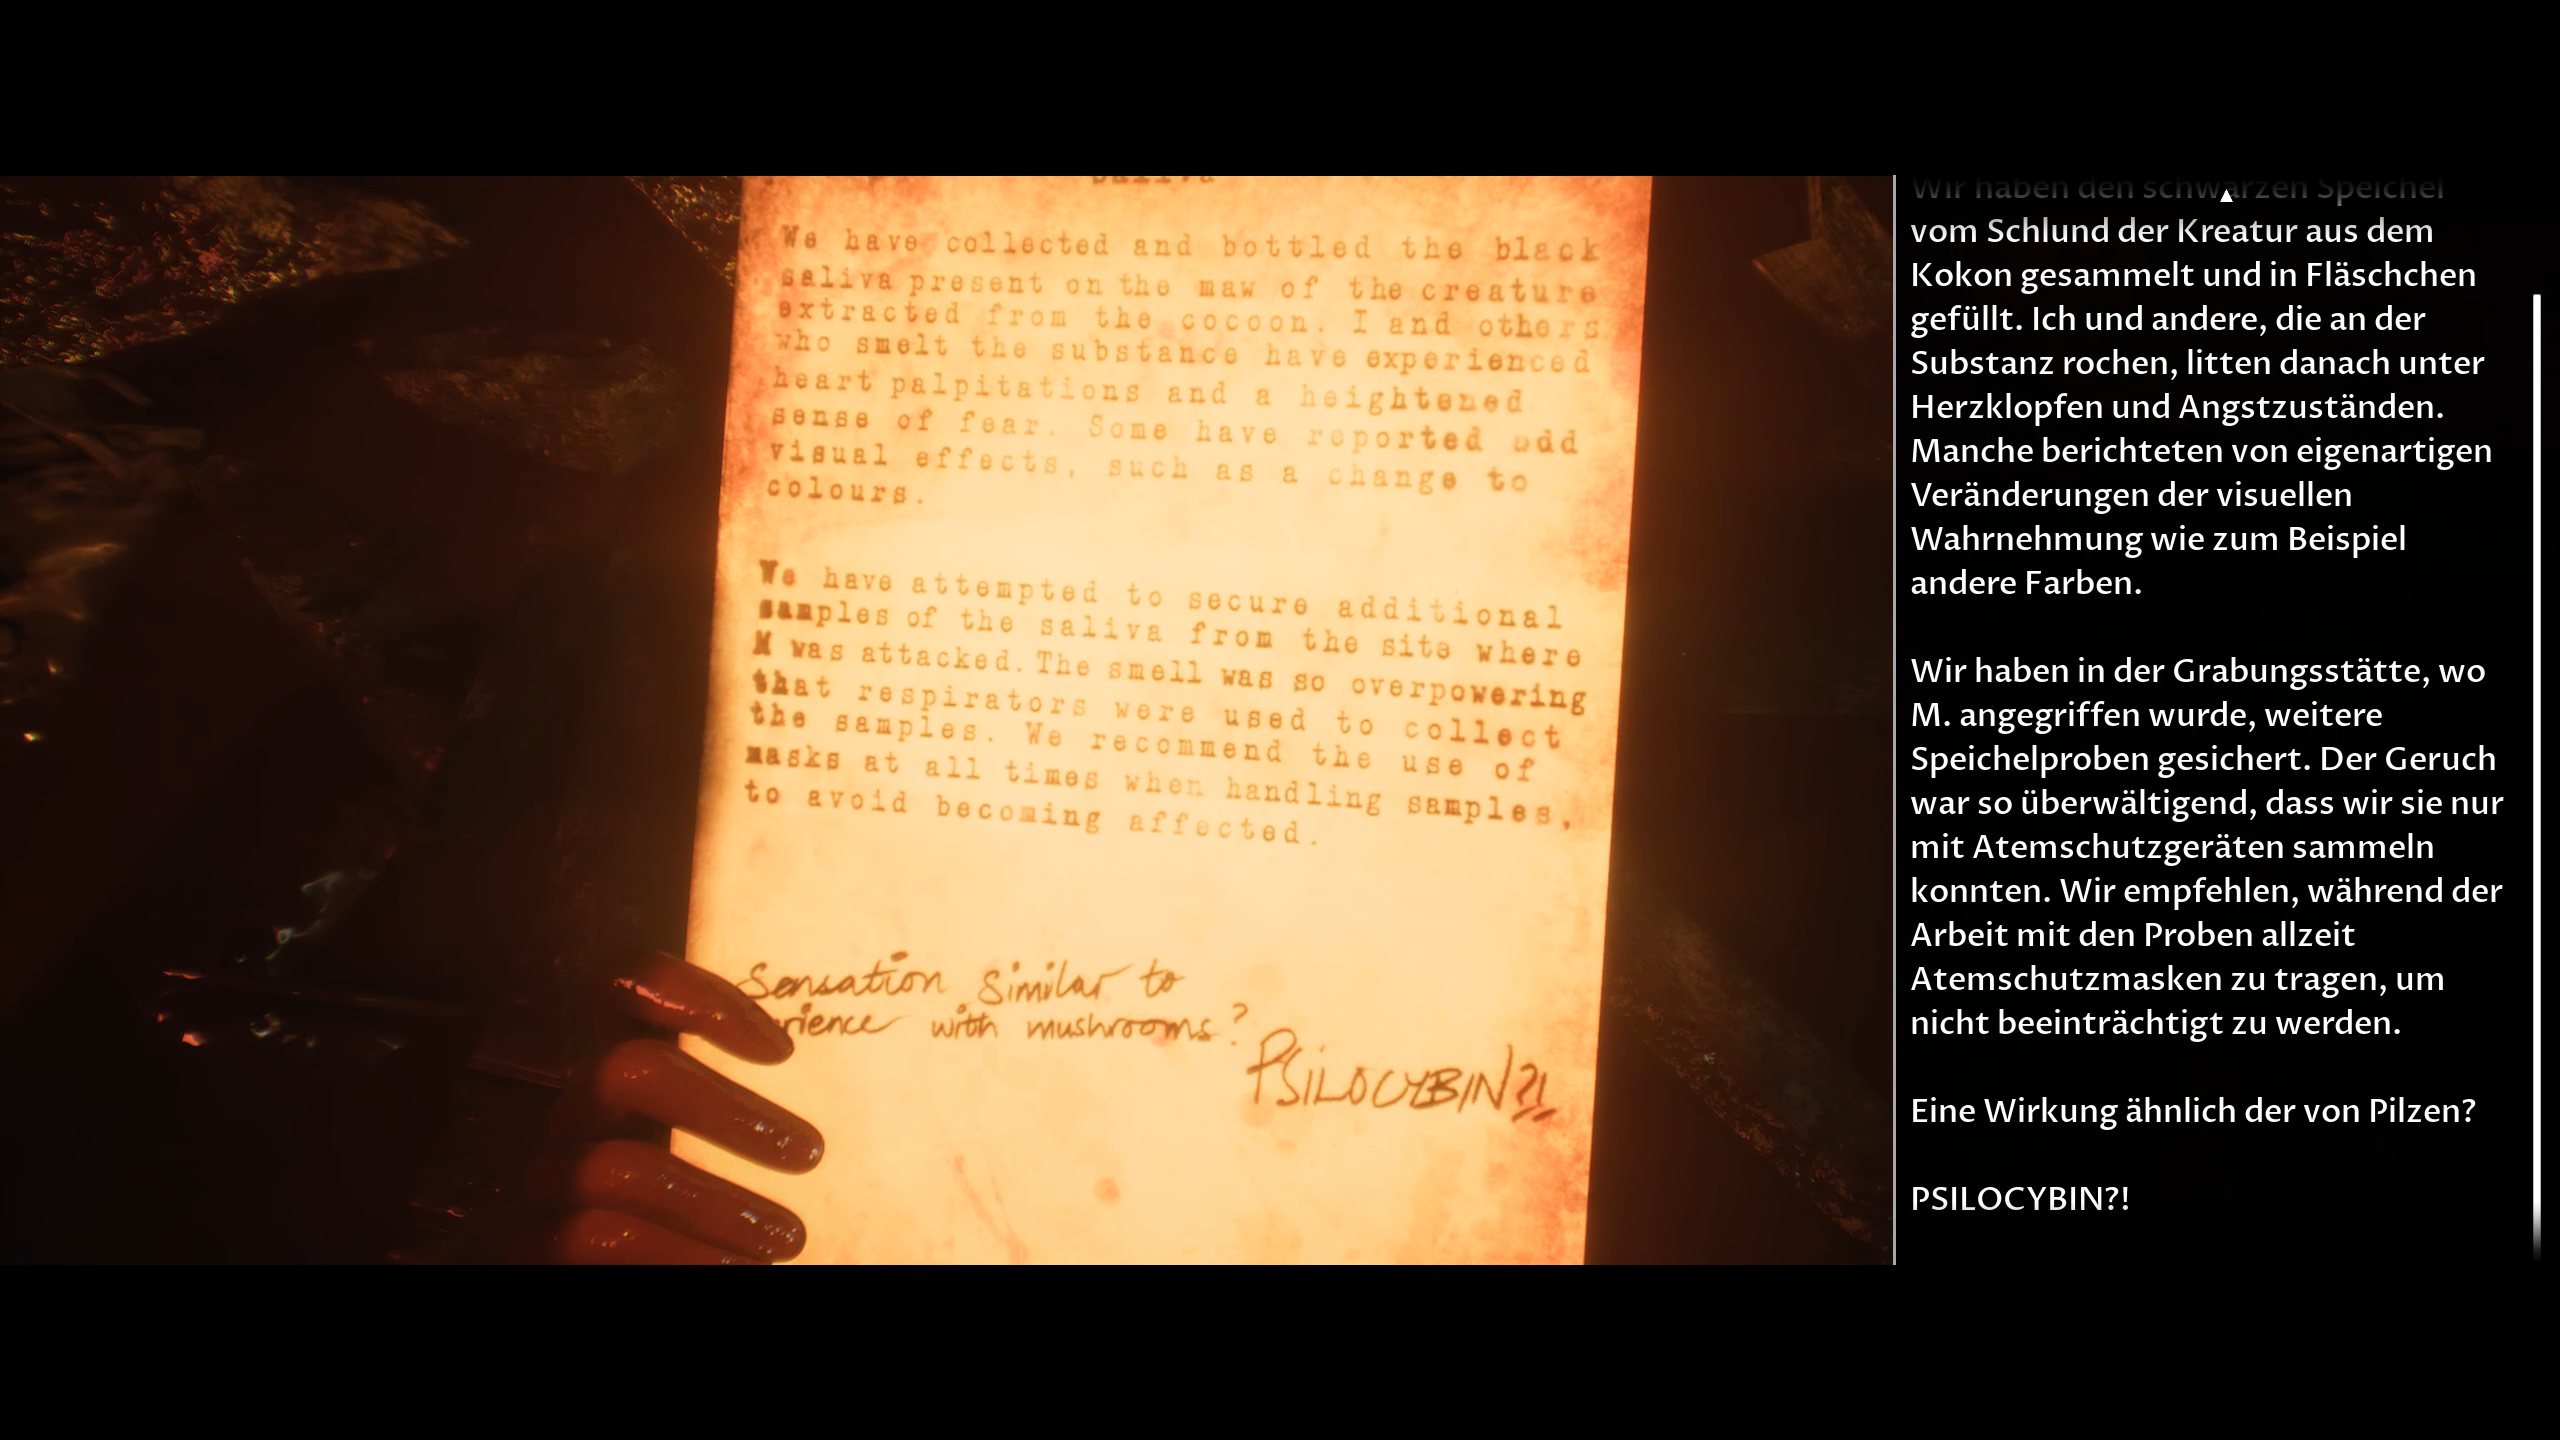 Saliva
We have collected and bottled the black
saliva present on the maw of the creature
extracted from the cocoon. I and others
who smelt the substance have experienced
heart palpitations and a heightened
sense of fear. Some have reported odd
visual effects, such as a change to
colours.
We have attempted to secure additional
samples of the saliva from the site where
M was attacked. The smell was so overpowering
that respirators were used to collect
the samples. We recommend the use of
masks at all times when handling samples,
to avoid becoming affected.
Sensation similar to
rience with mushrooms?
PSILOCYBIN?!
Wir haben den schwarzen Speichel
vom Schlund der Kreatur aus dem
Kokon gesammelt und in Fläschchen
gefüllt. Ich und andere, die an der
Substanz rochen, litten danach unter
Herzklopfen und Angstzuständen.
Manche berichteten von eigenartigen
Veränderungen der visuellen
Wahrnehmung wie zum Beispiel
andere Farben.
Wir haben in der Grabungsstätte, wo
M. angegriffen wurde, weitere
Speichelproben gesichert. Der Geruch
war so überwältigend, dass wir sie nur
mit Atemschutzgeräten sammeln
konnten. Wir empfehlen, während der
Arbeit mit den Proben allzeit
Atemschutzmasken zu tragen, um
nicht beeinträchtigt zu werden.
Eine Wirkung ähnlich der von Pilzen?
PSILOCYBIN?!